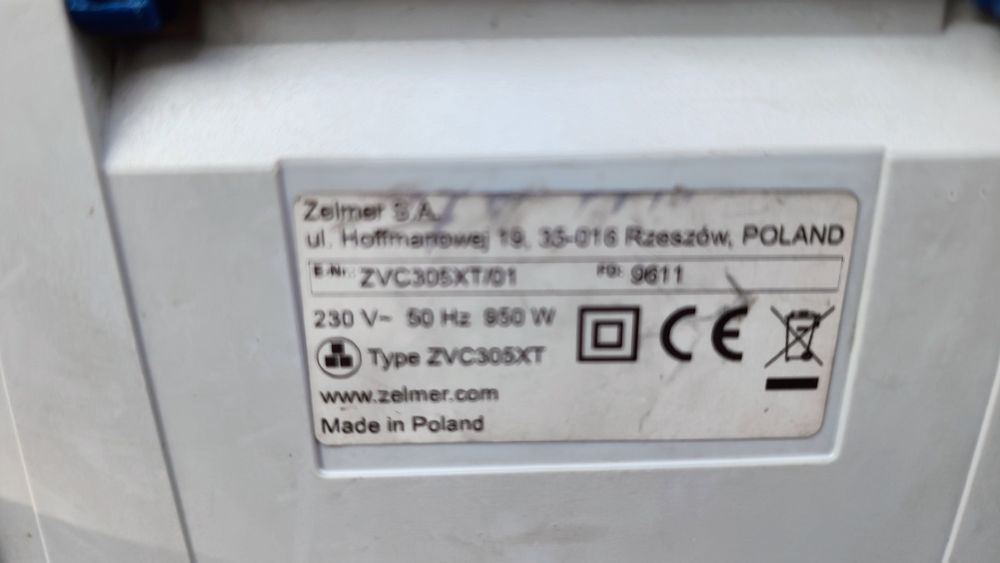 Zelmer S.A.
ul. Hoffmanowej 19, 35-016 Rzeszów, POLAND
E-Nr.: ZVC305XT/01 FD: 9611
230 V~ 50 Hz 850 W
Type ZVC305XT
CE
www.zelmer.com
Made in Poland